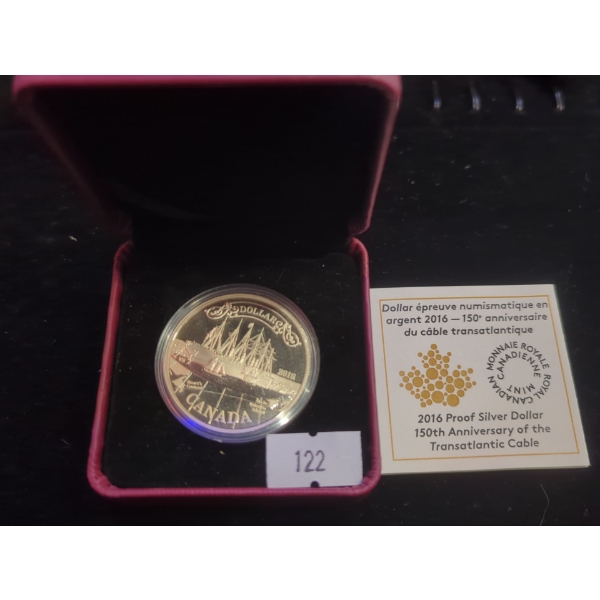 DOLLAR
2016
CANADA
122
Dollar épreuve numismatique en
argent 2016 — 150e anniversaire
du câble transatlantique
MONNAIE ROYALE CANADIENNE
ROYAL CANADIAN MINT
2016 Proof Silver Dollar
150th Anniversary of the
Transatlantic Cable